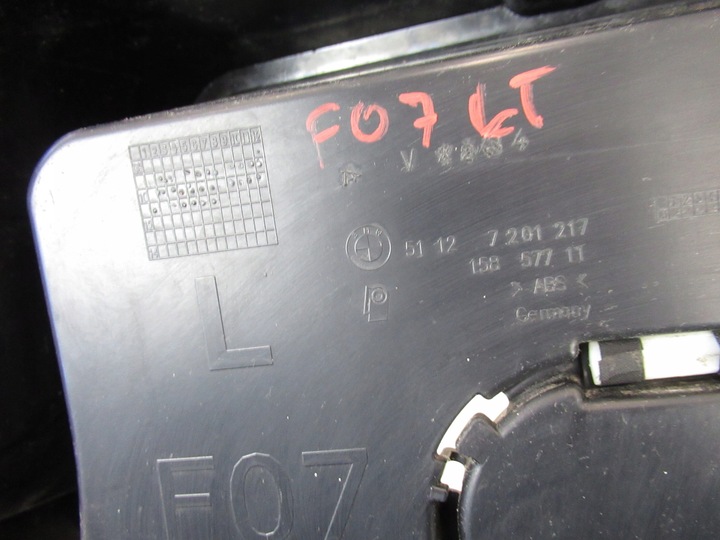 F07 GT
51 12 7 201 217
158 577 11
> ABS <
Germany
L
F07